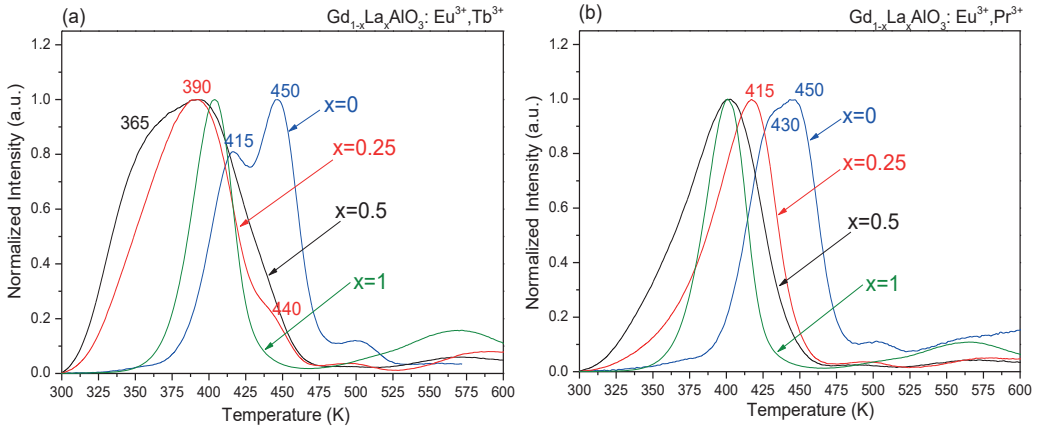 (a)
Gd₁₋ₓLaₓAlO₃: Eu³⁺,Tb³⁺
Normalized Intensity (a.u.)
1.2
1.0
0.8
0.6
0.4
0.2
0.0
365
390
415
450
440
x=0
x=0.25
x=0.5
x=1
300 325 350 375 400 425 450 475 500 525 550 575 600
Temperature (K)
(b)
Gd₁₋ₓLaₓAlO₃: Eu³⁺,Pr³⁺
Normalized Intensity (a.u.)
1.2
1.0
0.8
0.6
0.4
0.2
0.0
415
450
430
x=0
x=0.25
x=0.5
x=1
300 325 350 375 400 425 450 475 500 525 550 575 600
Temperature (K)